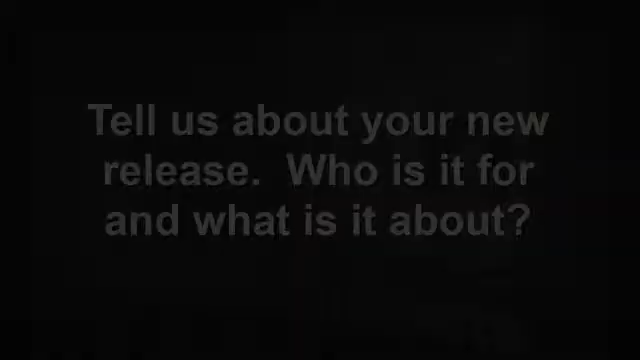 Tell us about your new
release.  Who is it for
and what is it about?